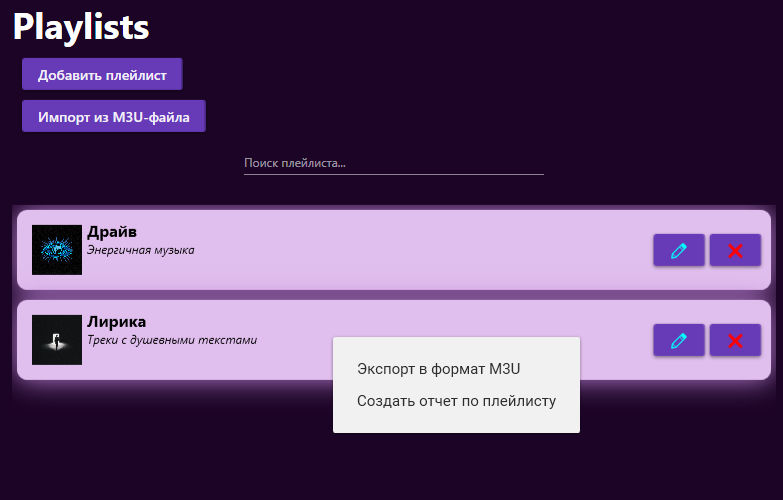 Playlists
Добавить плейлист
Импорт из M3U-файла
Поиск плейлиста...
Драйв
Энергичная музыка
Лирика
Треки с душевными текстами
Экспорт в формат M3U
Создать отчет по плейлисту